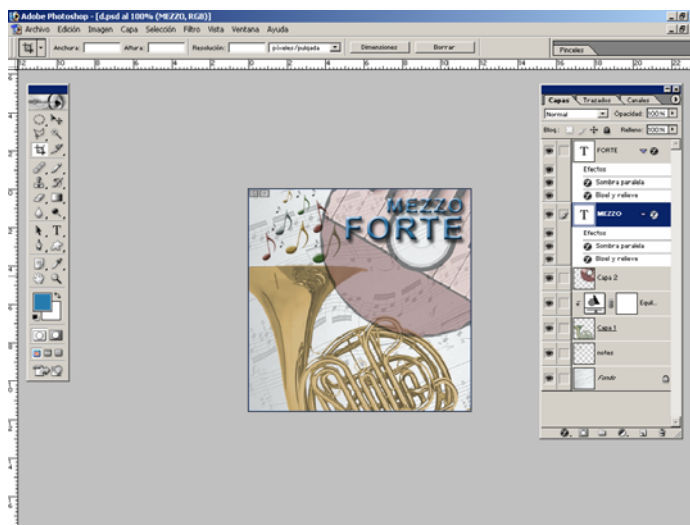 Adobe Photoshop - [d.psd al 100% (MEZZO, RGB)]
Archivo Edición Imagen Capa Selección Filtro Vista Ventana Ayuda
Anchura: Altura: Resolución: píxeles/pulgada Dimensiones Borrar Pinceles
Capas Trazados Canales
Normal Opacidad: 100%
Bloq.: Relleno: 100%
T FORTE
Efectos
Sombra paralela
Bisel y relieve
T MEZZO
Efectos
Sombra paralela
Bisel y relieve
Capa 2
Equil...
Capa 1
notas
Fondo
MEZZO
FORTE